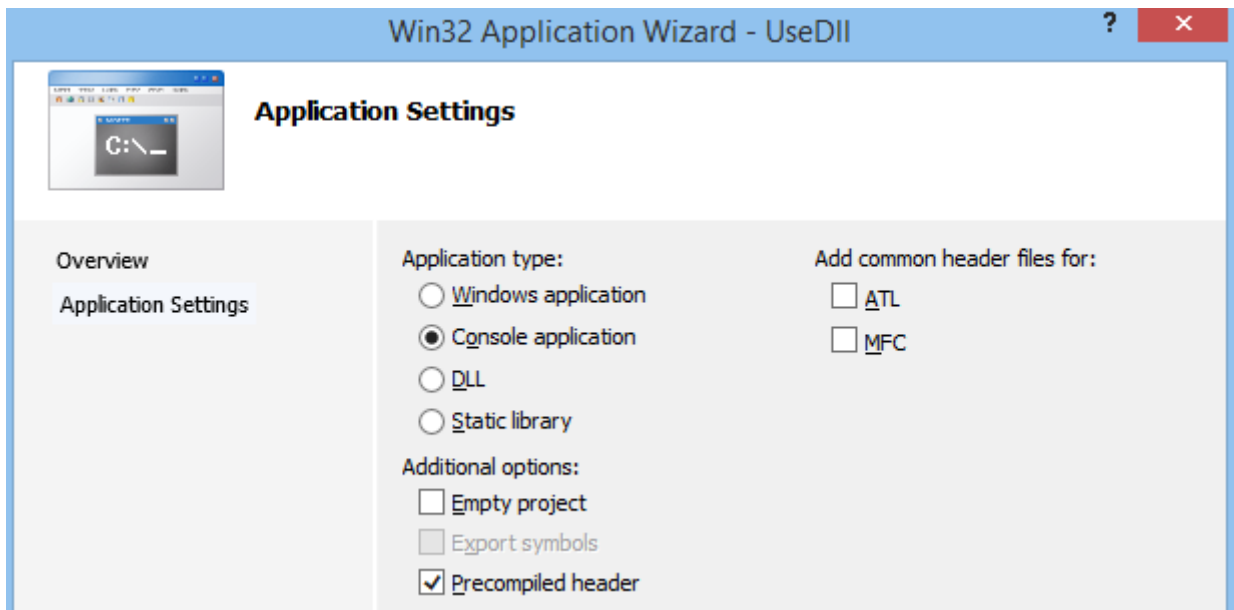 Win32 Application Wizard - UseDll
?
Application Settings
C:\_
Overview
Application Settings
Application type:
Windows application
Console application
DLL
Static library
Additional options:
Empty project
Export symbols
Precompiled header
Add common header files for:
ATL
MFC